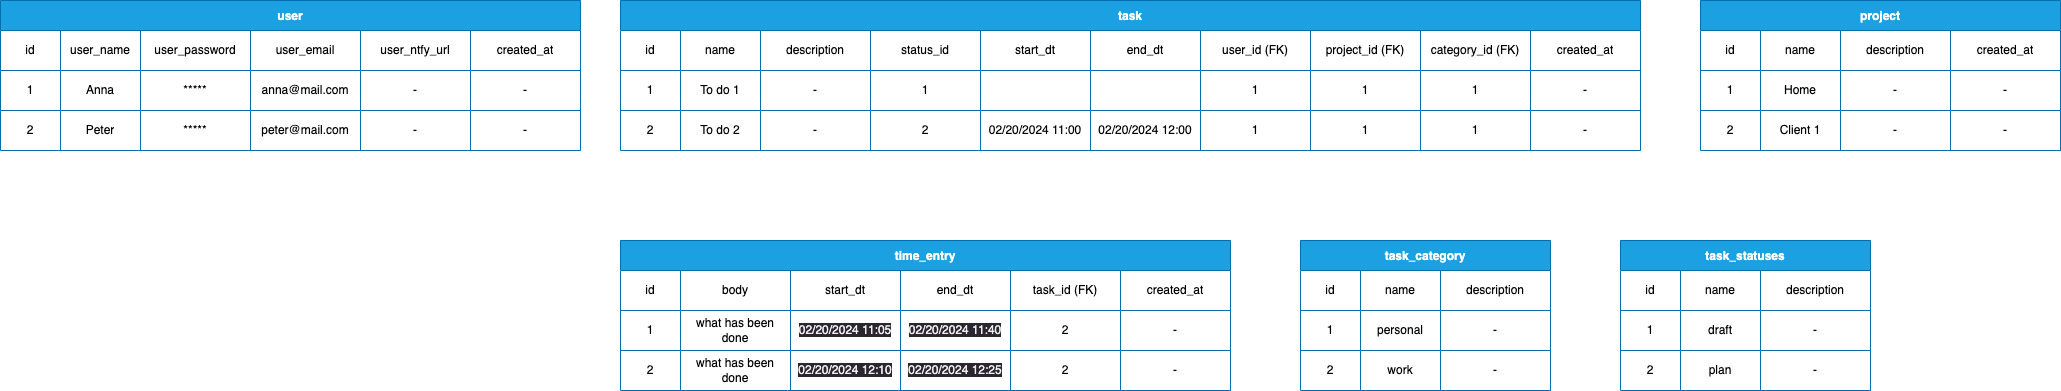 user
id user_name user_password user_email user_ntfy_url created_at
1 Anna ***** anna@mail.com - -
2 Peter ***** peter@mail.com - -
task
id name description status_id start_dt end_dt user_id (FK) project_id (FK) category_id (FK) created_at
1 To do 1 - 1 1 1 1 -
2 To do 2 - 2 02/20/2024 11:00 02/20/2024 12:00 1 1 1 -
project
id name description created_at
1 Home - -
2 Client 1 - -
time_entry
id body start_dt end_dt task_id (FK) created_at
1 what has been done 02/20/2024 11:05 02/20/2024 11:40 2 -
2 what has been done 02/20/2024 12:10 02/20/2024 12:25 2 -
task_category
id name description
1 personal -
2 work -
task_statuses
id name description
1 draft -
2 plan -